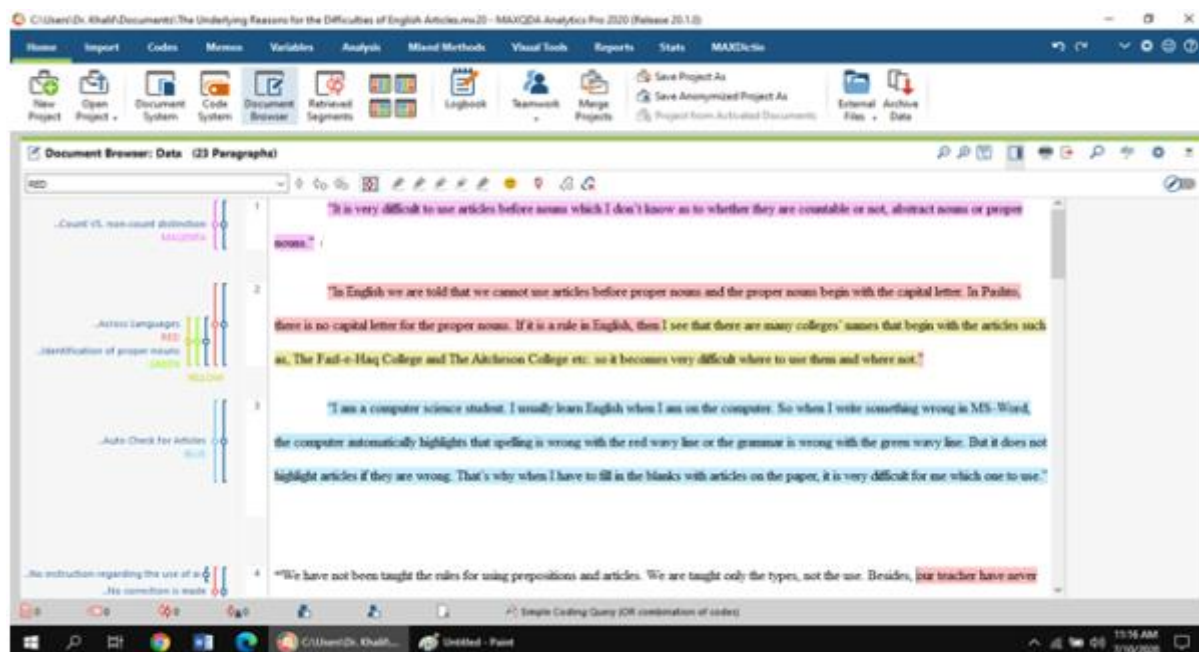 C:\Users\Dr. Khalil\Documents\The Underlying Reasons for the Difficulties of English Articles.mx20 - MAXQDA Analytics Pro 2020 (Release 20.1.0)
Home Import Codes Memos Variables Analysis Mixed Methods Visual Tools Reports Stats MAXDictio
New Project
Open Project
Document System
Code System
Document Browser
Retrieved Segments
Logbook
Teamwork
Merge Projects
Save Project As
Save Anonymized Project As
Project from Activated Documents
External Files
Archive Data
Document Browser: Data (23 Paragraphs)
RED
..Count VS. non-count distinction
MAGENTA
1 "It is very difficult to use articles before nouns which I don't know as to whether they are countable or not, abstract nouns or proper
nouns."
2 "In English we are told that we cannot use articles before proper nouns and the proper nouns begin with the capital letter. In Pashto,
..Across Languages
RED
..Identification of proper nouns
GREEN
YELLOW
there is no capital letter for the proper nouns. If it is a rule in English, then I see that there are many colleges' names that begin with the articles such
as, The Fazl-e-Haq College and The Aitcheson College etc. so it becomes very difficult where to use them and where not."
3 "I am a computer science student. I usually learn English when I am on the computer. So when I write something wrong in MS-Word,
..Auto Check for Articles
BLUE
the computer automatically highlights that spelling is wrong with the red wavy line or the grammar is wrong with the green wavy line. But it does not
highlight articles if they are wrong. That's why when I have to fill in the blanks with articles on the paper, it is very difficult for me which one to use."
..No instruction regarding the use of a
..No correction is made
4 "We have not been taught the rules for using prepositions and articles. We are taught only the types, not the use. Besides, our teacher have never
0 0 0 0
Simple Coding Query (OR combination of codes)
C:\Users\Dr. Khalil...
Untitled - Paint
11:16 AM
7/10/2020